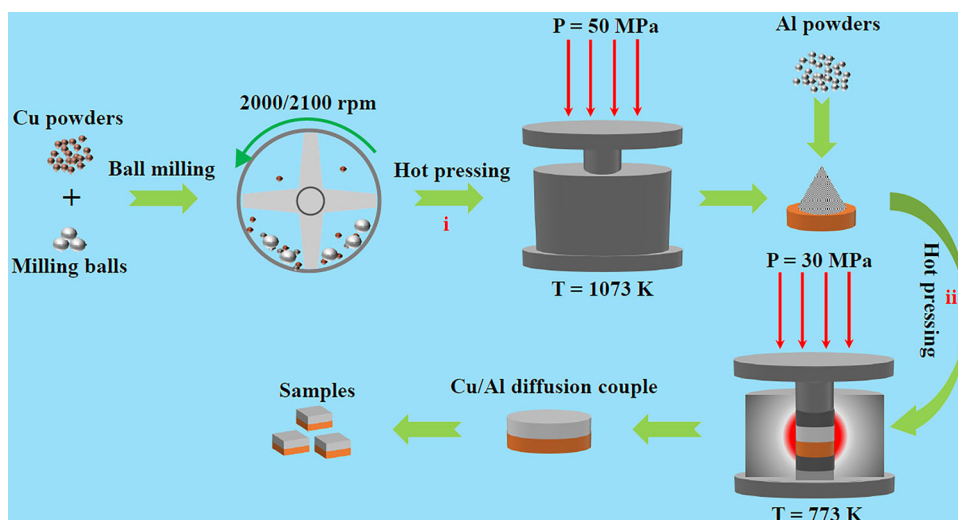 Cu powders
+
Milling balls
Ball milling
2000/2100 rpm
Hot pressing
i
P = 50 MPa
T = 1073 K
Al powders
Hot pressing
ii
P = 30 MPa
T = 773 K
Cu/Al diffusion couple
Samples